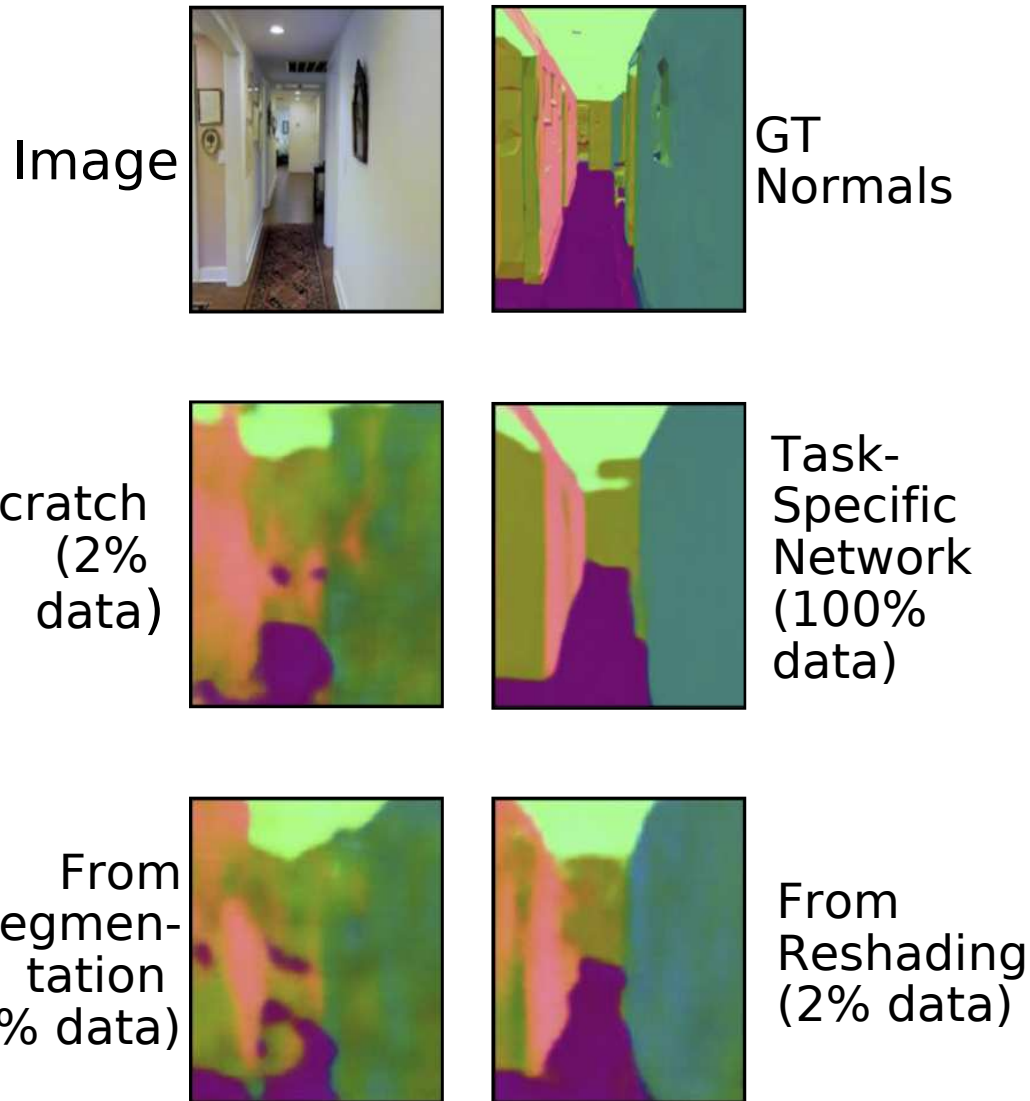 Image
GT
Normals
cratch
(2%
data)
Task-
Specific
Network
(100%
data)
From
egmen-
tation
% data)
From
Reshading
(2% data)